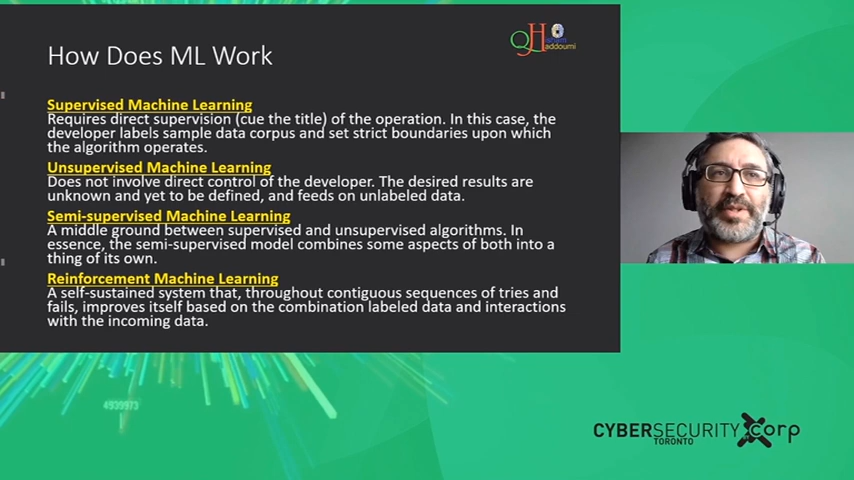 How Does ML Work
QHaitham
addoumi
Supervised Machine Learning
Requires direct supervision (cue the title) of the operation. In this case, the
developer labels sample data corpus and set strict boundaries upon which
the algorithm operates.
Unsupervised Machine Learning
Does not involve direct control of the developer. The desired results are
unknown and yet to be defined, and feeds on unlabeled data.
Semi-supervised Machine Learning
A middle ground between supervised and unsupervised algorithms. In
essence, the semi-supervised model combines some aspects of both into a
thing of its own.
Reinforcement Machine Learning
A self-sustained system that, throughout contiguous sequences of tries and
fails, improves itself based on the combination labeled data and interactions
with the incoming data.
4939973
CYBERSECURITY Xcorp
TORONTO